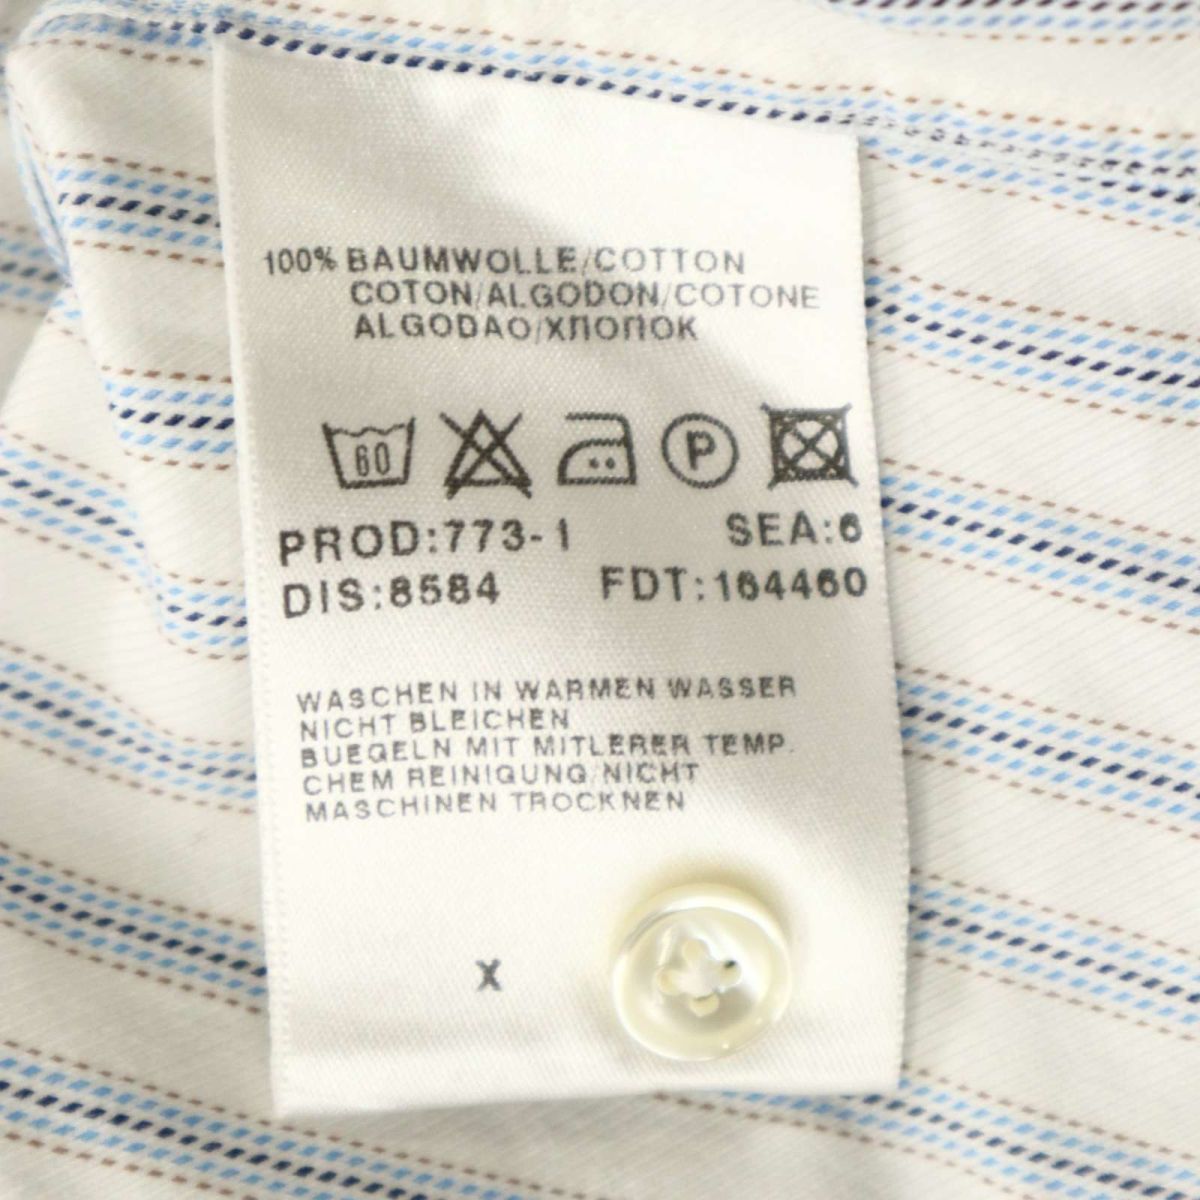 100% BAUMWOLLE/COTTON
COTON/ALGODON/COTONE
ALGODAO/ХЛОПОК
60 P
PROD:773-1 SEA:6
DIS:8584 FDT:164460
WASCHEN IN WARMEN WASSER
NICHT BLEICHEN
BUEGELN MIT MITLERER TEMP.
CHEM REINIGUNG/NICHT
MASCHINEN TROCKNEN
X